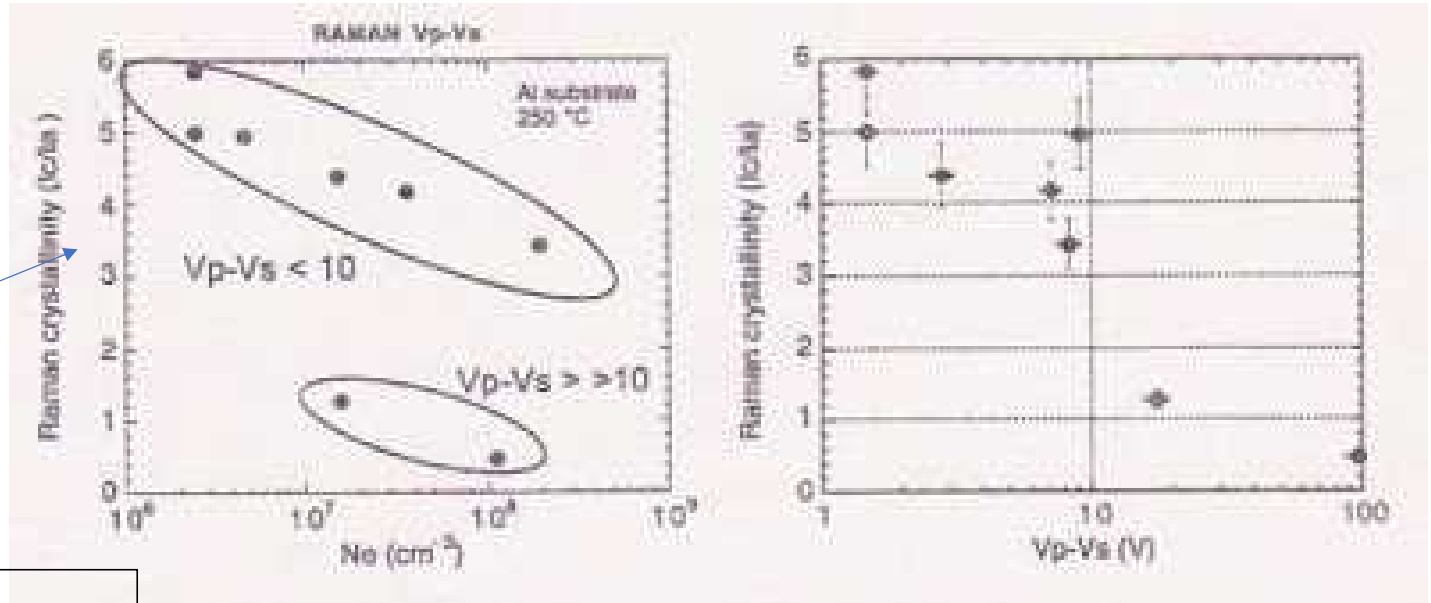 RAMAN Vp-Vs
Raman crystallinity (Ic/Ia)
6
5
4
3
2
1
0
Al substrate
250 °C
Vp-Vs < 10
Vp-Vs > >10
10⁶
10⁷
10⁸
10⁹
Ne (cm⁻³)
Raman crystallinity (Ic/Ia)
6
5
4
3
2
1
0
1
10
100
Vp-Vs (V)